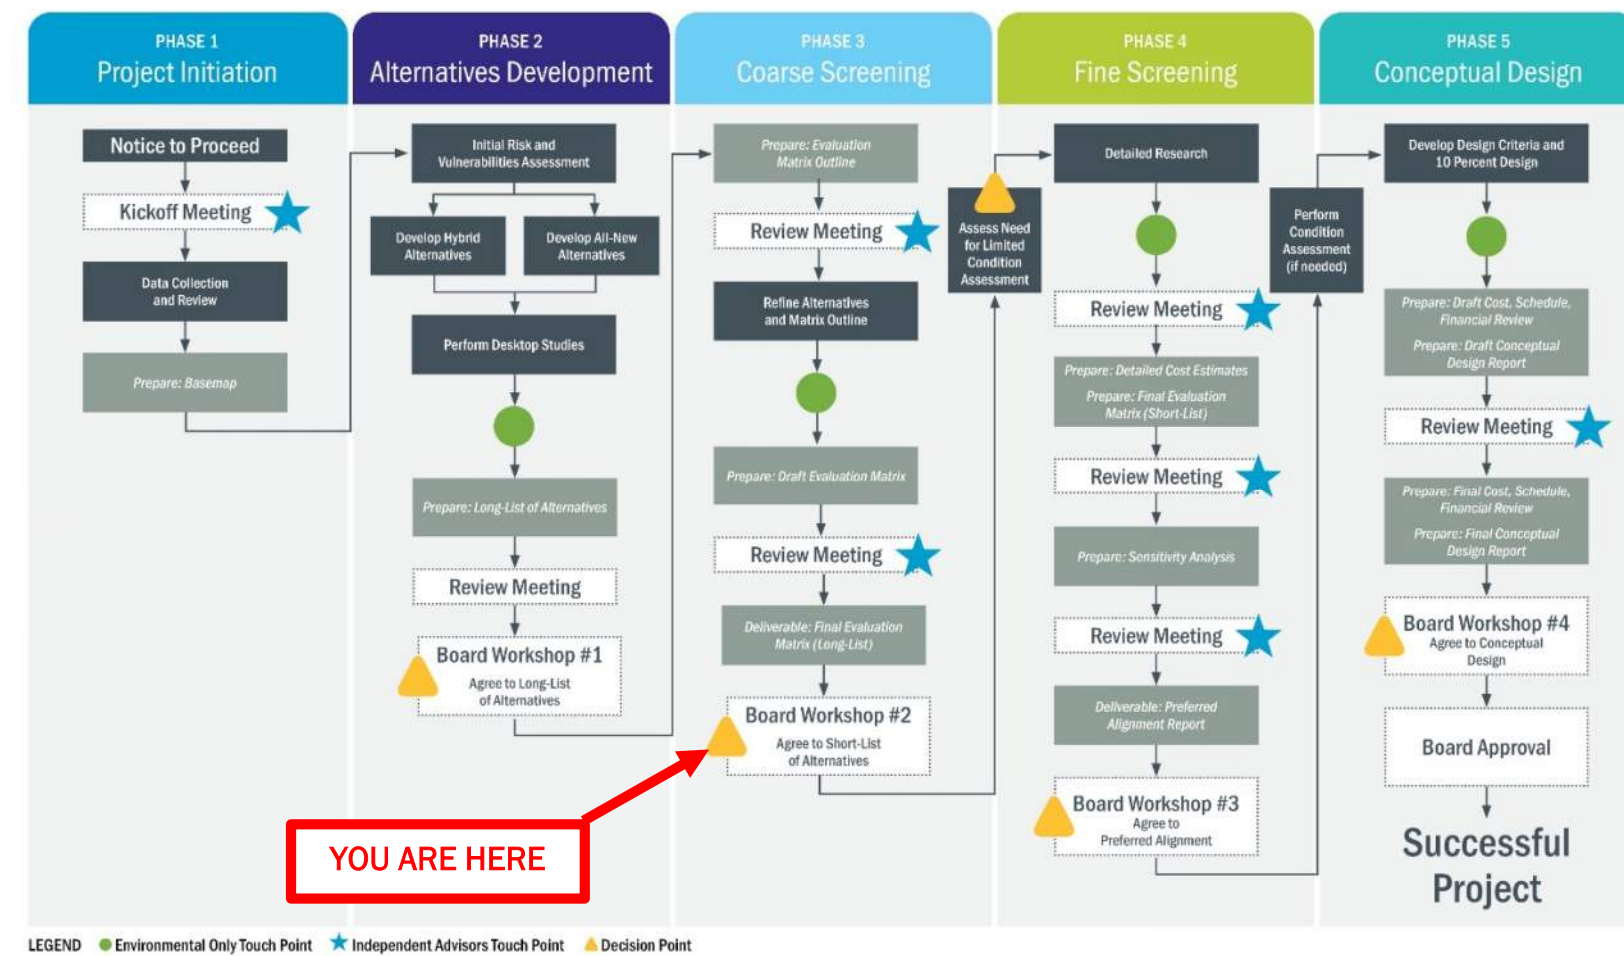 PHASE 1
Project Initiation
Notice to Proceed
Kickoff Meeting
Data Collection
and Review
Prepare: Basemap
PHASE 2
Alternatives Development
Initial Risk and
Vulnerabilities Assessment
Develop Hybrid
Alternatives
Develop All-New
Alternatives
Perform Desktop Studies
Prepare: Long-List of Alternatives
Review Meeting
Board Workshop #1
Agree to Long-List
of Alternatives
PHASE 3
Coarse Screening
Prepare: Evaluation
Matrix Outline
Review Meeting
Refine Alternatives
and Matrix Outline
Prepare: Draft Evaluation Matrix
Review Meeting
Deliverable: Final Evaluation
Matrix (Long-List)
Board Workshop #2
Agree to Short-List
of Alternatives
YOU ARE HERE
Assess Need
for Limited
Condition
Assessment
PHASE 4
Fine Screening
Detailed Research
Review Meeting
Prepare: Detailed Cost Estimates
Prepare: Final Evaluation
Matrix (Short-List)
Review Meeting
Prepare: Sensitivity Analysis
Review Meeting
Deliverable: Preferred
Alignment Report
Board Workshop #3
Agree to
Preferred Alignment
Perform
Condition
Assessment
(if needed)
PHASE 5
Conceptual Design
Develop Design Criteria and
10 Percent Design
Prepare: Draft Cost, Schedule,
Financial Review
Prepare: Draft Conceptual
Design Report
Review Meeting
Prepare: Final Cost, Schedule,
Financial Review
Prepare: Final Conceptual
Design Report
Board Workshop #4
Agree to Conceptual
Design
Board Approval
Successful
Project
LEGEND Environmental Only Touch Point Independent Advisors Touch Point Decision Point